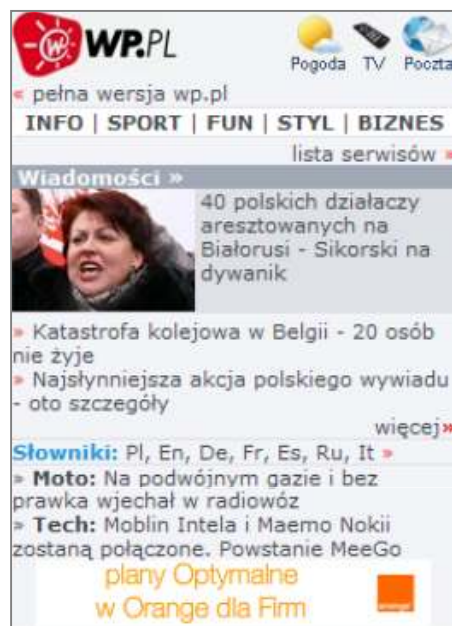 WP.PL
Pogoda TV Poczta
« pełna wersja wp.pl
INFO | SPORT | FUN | STYL | BIZNES
lista serwisów »
Wiadomości »
40 polskich działaczy
aresztowanych na
Białorusi - Sikorski na
dywanik
» Katastrofa kolejowa w Belgii - 20 osób
nie żyje
» Najsłynniejsza akcja polskiego wywiadu
- oto szczegóły
więcej»
Słowniki: Pl, En, De, Fr, Es, Ru, It »
» Moto: Na podwójnym gazie i bez
prawka wjechał w radiowóz
» Tech: Moblin Intela i Maemo Nokii
zostaną połączone. Powstanie MeeGo
plany Optymalne
w Orange dla Firm
orange